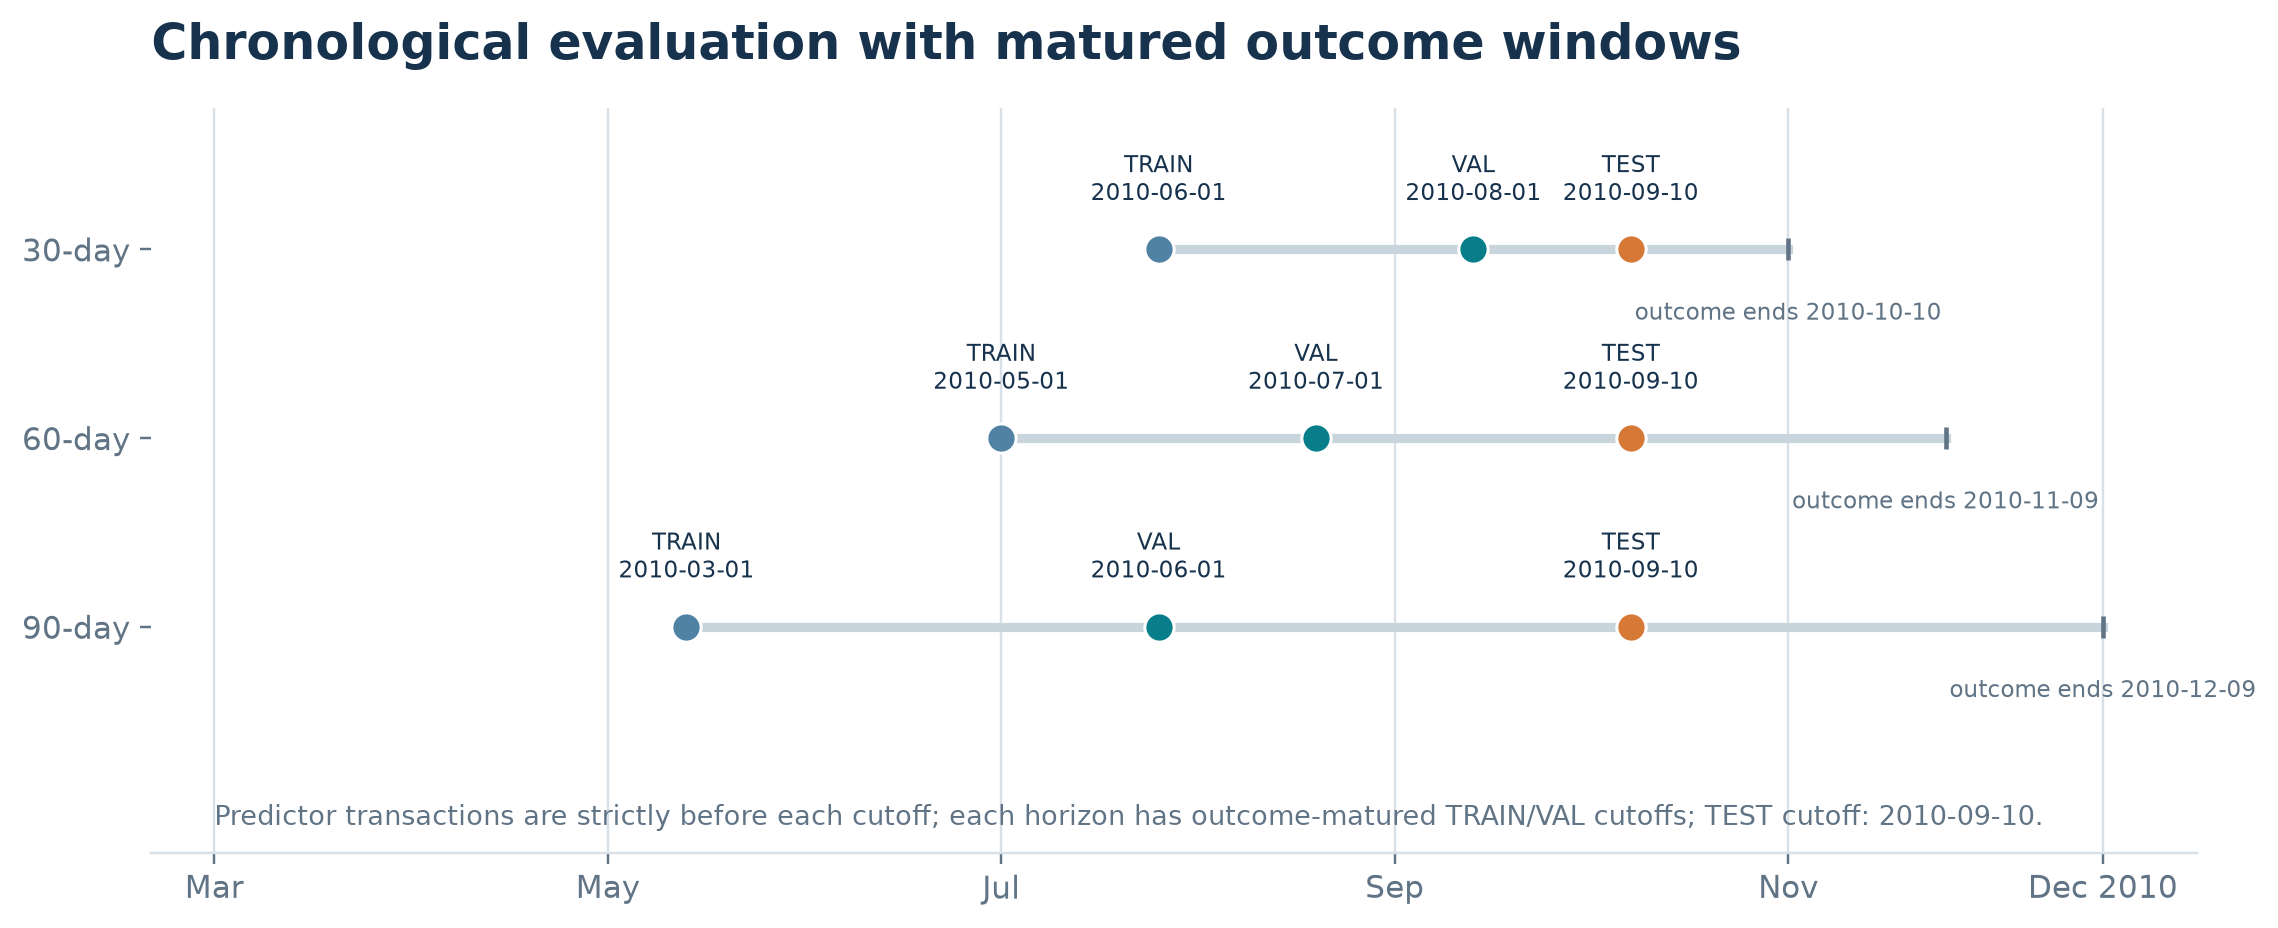 Chronological evaluation with matured outcome windows
TRAIN
2010-06-01
VAL
2010-08-01
TEST
2010-09-10
30-day
outcome ends 2010-10-10
TRAIN
2010-05-01
VAL
2010-07-01
TEST
2010-09-10
60-day
outcome ends 2010-11-09
TRAIN
2010-03-01
VAL
2010-06-01
TEST
2010-09-10
90-day
outcome ends 2010-12-09
Predictor transactions are strictly before each cutoff; each horizon has outcome-matured TRAIN/VAL cutoffs; TEST cutoff: 2010-09-10.
Mar May Jul Sep Nov Dec 2010